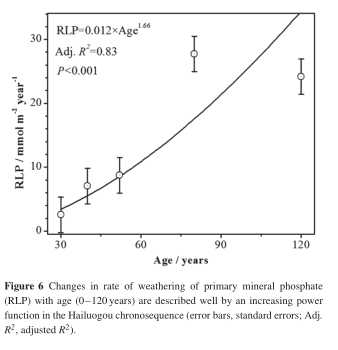 RLP=0.012×Age^1.66
Adj. R²=0.83
P<0.001
30
20
10
0
RLP / mmol m⁻² year⁻¹
30
60
90
120
Age / years
Figure 6 Changes in rate of weathering of primary mineral phosphate
(RLP) with age (0–120 years) are described well by an increasing power
function in the Hailuogou chronosequence (error bars, standard errors; Adj.
R², adjusted R²).